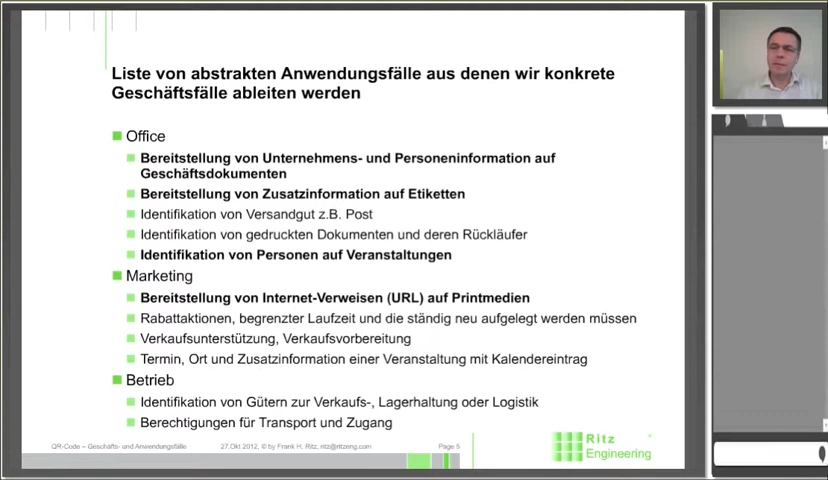 Liste von abstrakten Anwendungsfälle aus denen wir konkrete
Geschäftsfälle ableiten werden
Office
Bereitstellung von Unternehmens- und Personeninformation auf
Geschäftsdokumenten
Bereitstellung von Zusatzinformation auf Etiketten
Identifikation von Versandgut z.B. Post
Identifikation von gedruckten Dokumenten und deren Rückläufer
Identifikation von Personen auf Veranstaltungen
Marketing
Bereitstellung von Internet-Verweisen (URL) auf Printmedien
Rabattaktionen, begrenzter Laufzeit und die ständig neu aufgelegt werden müssen
Verkaufsunterstützung, Verkaufsvorbereitung
Termin, Ort und Zusatzinformation einer Veranstaltung mit Kalendereintrag
Betrieb
Identifikation von Gütern zur Verkaufs-, Lagerhaltung oder Logistik
Berechtigungen für Transport und Zugang
QR-Code – Geschäfts- und Anwendungsfälle 27.Okt 2012, © by Frank H. Ritz, ritz@ritzeng.com Page 5
Ritz
Engineering